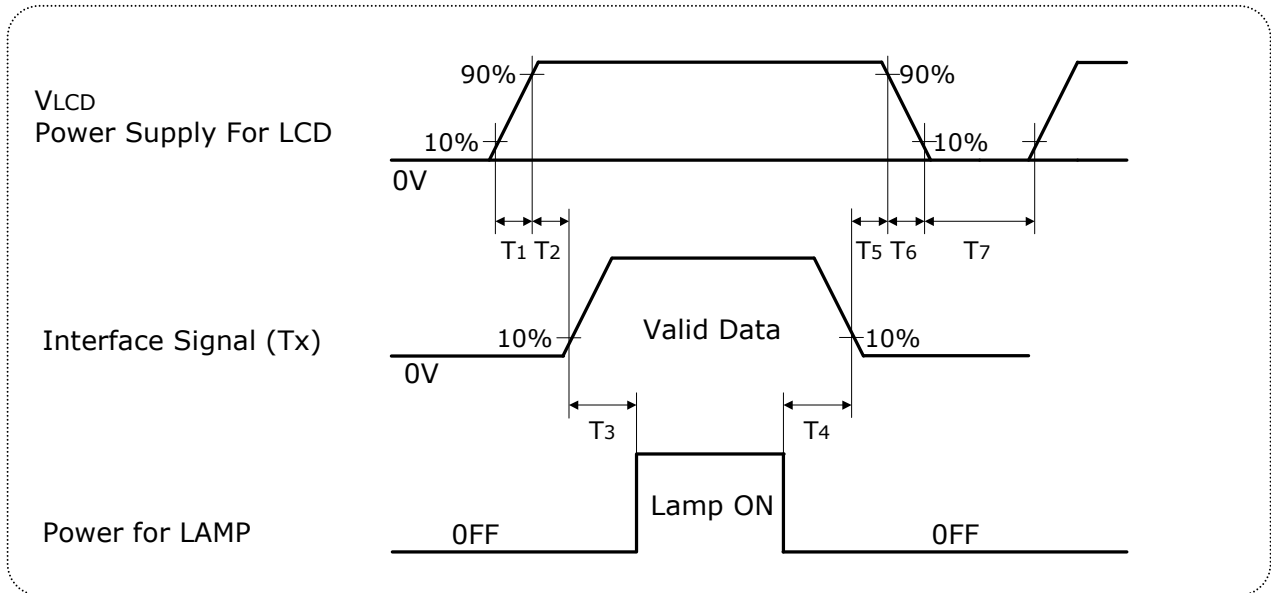 90%
90%
VLCD
Power Supply For LCD
10%
10%
0V
T1 T2
T5 T6
T7
Interface Signal (Tx)
10%
Valid Data
10%
0V
T3
T4
Power for LAMP
0FF
Lamp ON
0FF